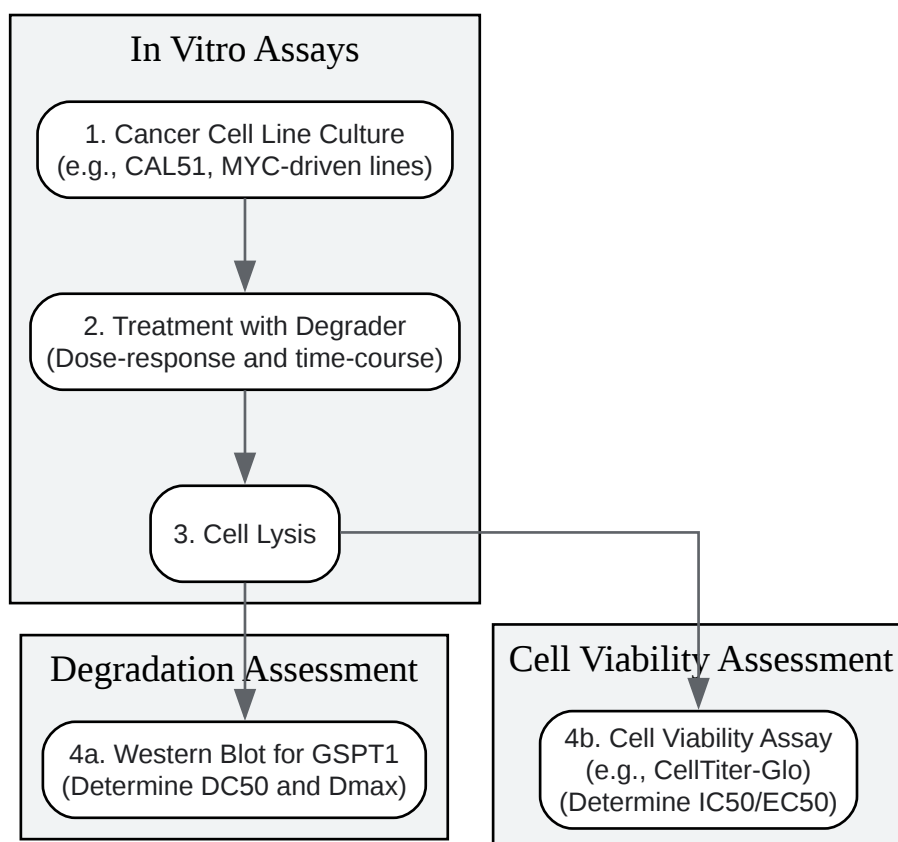 In Vitro Assays
1. Cancer Cell Line Culture
(e.g., CAL51, MYC-driven lines)
2. Treatment with Degrader
(Dose-response and time-course)
3. Cell Lysis
Degradation Assessment
4a. Western Blot for GSPT1
(Determine DC50 and Dmax)
Cell Viability Assessment
4b. Cell Viability Assay
(e.g., CellTiter-Glo)
(Determine IC50/EC50)